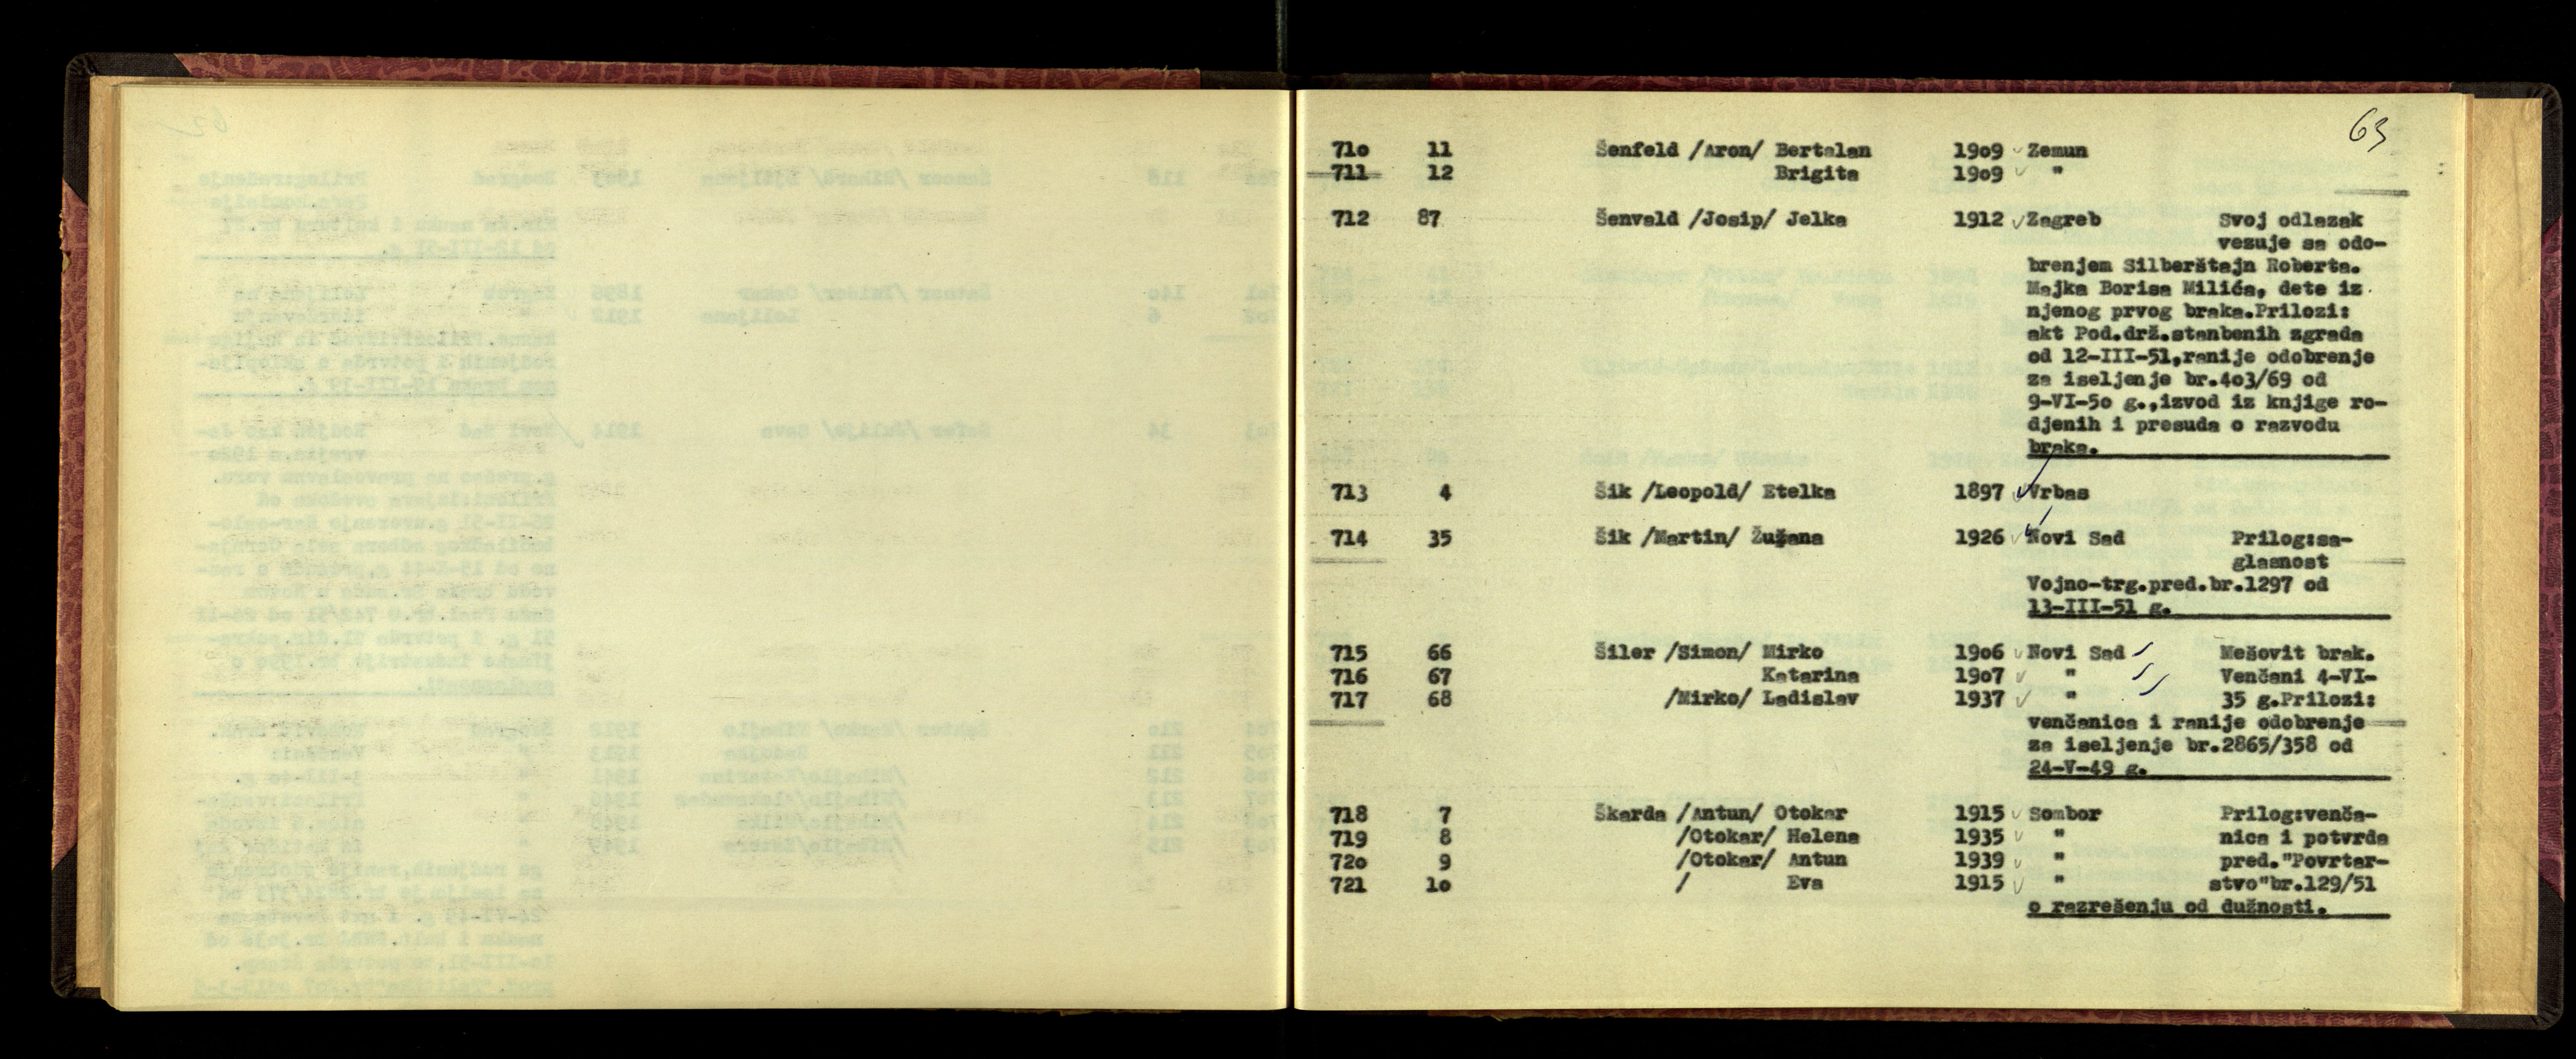 63
71o 11 Šenfeld /Aron/ Bertalan 19o9 Zemun
711 12 Brigita 19o9 "
712 87 Šenvald /Josip/ Jelka 1912 Zagreb Svoj odlazak
vezuje sa odo-
brenjem Silberštajn Roberta.
Majka Borisa Milića, dete iz
njenog prvog braka.Prilozi:
akt Pod.drž.stanbenih zgrada
od 12-III-51,ranije odobrenje
za iseljenje br.4o3/69 od
9-VI-5o g.,izvod iz knjige ro-
djenih i presuda o razvodu
braka.
713 4 Šik /Leopold/ Etelka 1897 Vrbas
714 35 Šik /Martin/ Žužana 1926 Novi Sad Prilog:sa-
glasnost
Vojno-trg.pred.br.1297 od
13-III-51 g.
715 66 Šiler /Simon/ Mirko 19o6 Novi Sad Mešovit brak.
716 67 Katarina 19o7 " Venčani 4-VI-
717 68 /Mirko/ Ladislav 1937 " 35 g.Prilozi:
venčanica i ranije odobrenje
za iseljenje br.2865/358 od
24-V-49 g.
718 7 Škarda /Antun/ Otokar 1915 Sombor Prilog:venča-
719 8 /Otokar/ Helena 1935 " nica i potvrda
72o 9 /Otokar/ Antun 1939 " pred."Povrtar-
721 1o / Eva 1915 " stvo"br.129/51
o razrešenju od dužnosti.